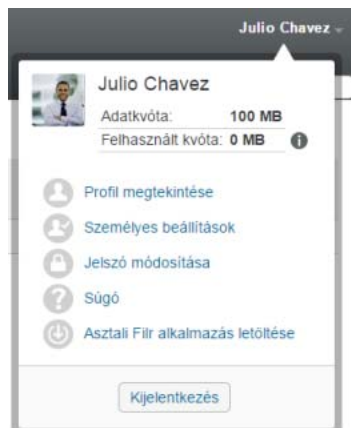 Julio Chavez
Julio Chavez
Adatkvóta: 100 MB
Felhasznált kvóta: 0 MB
Profil megtekintése
Személyes beállítások
Jelszó módosítása
Súgó
Asztali Filr alkalmazás letöltése
Kijelentkezés